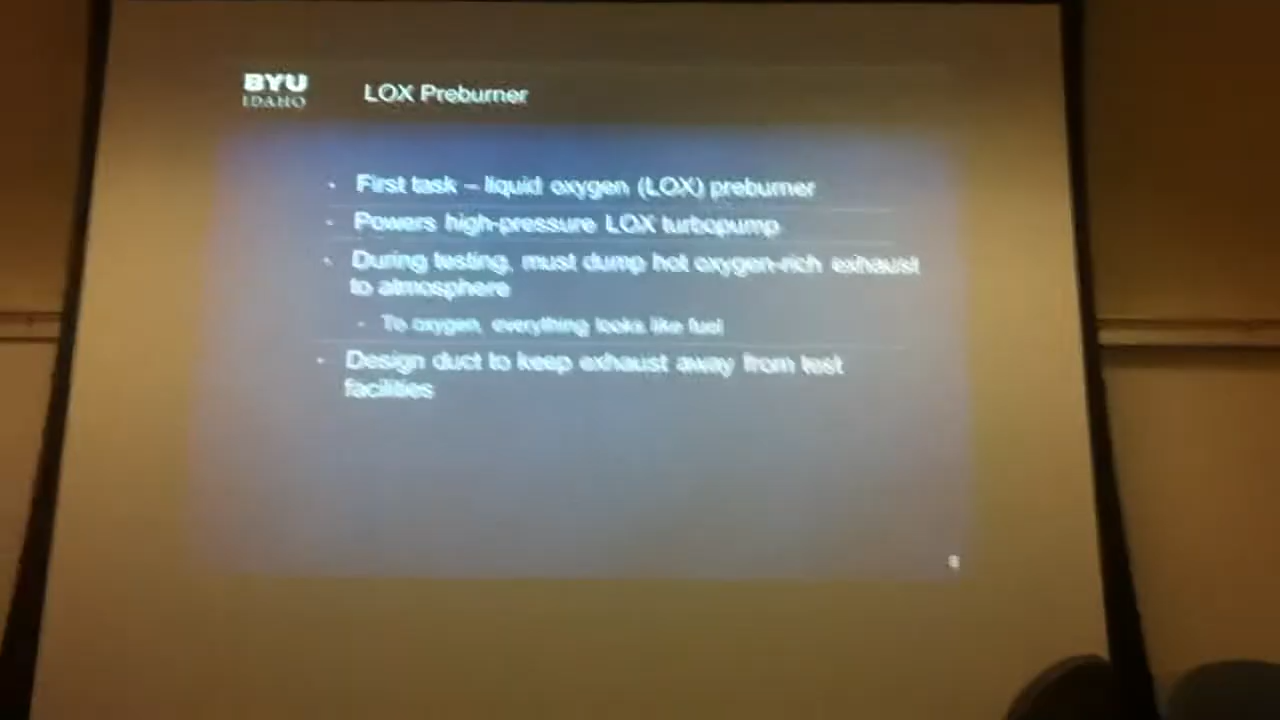 BYU
IDAHO
LOX Preburner
· First task – liquid oxygen (LOX) preburner
· Powers high-pressure LOX turbopump
· During testing, must dump hot oxygen-rich exhaust
to atmosphere
· To oxygen, everything looks like fuel
· Design duct to keep exhaust away from test
facilities